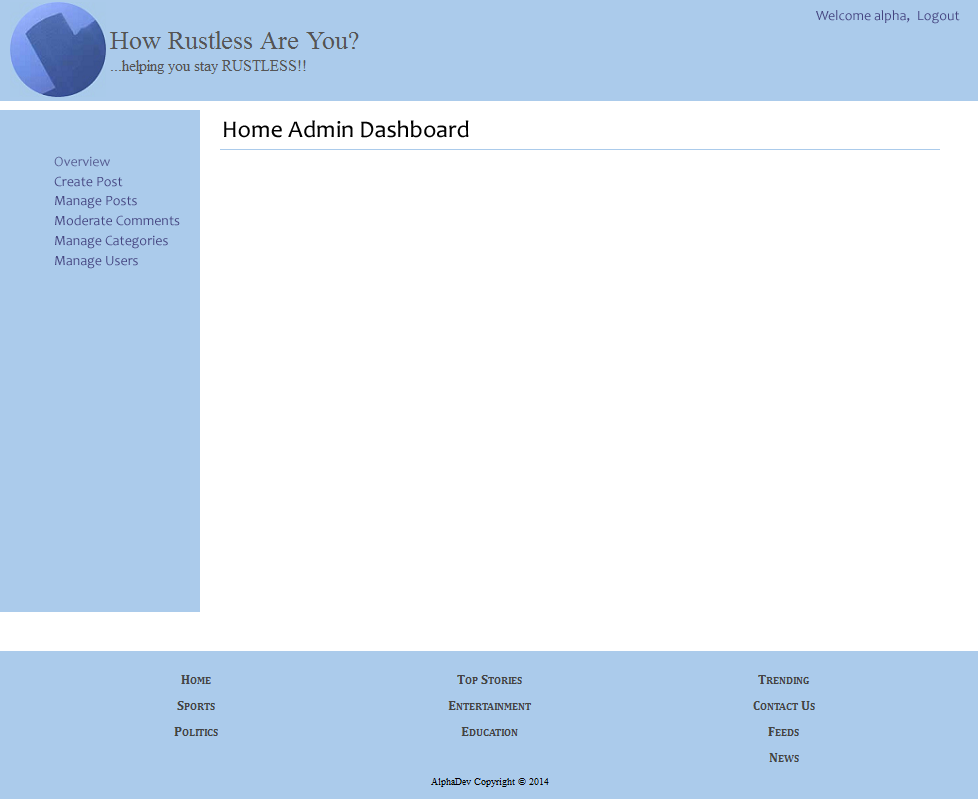 Welcome alpha, Logout
How Rustless Are You?
...helping you stay RUSTLESS!!
Home Admin Dashboard
Overview
Create Post
Manage Posts
Moderate Comments
Manage Categories
Manage Users
Home Top Stories Trending
Sports Entertainment Contact Us
Politics Education Feeds
News
AlphaDev Copyright © 2014